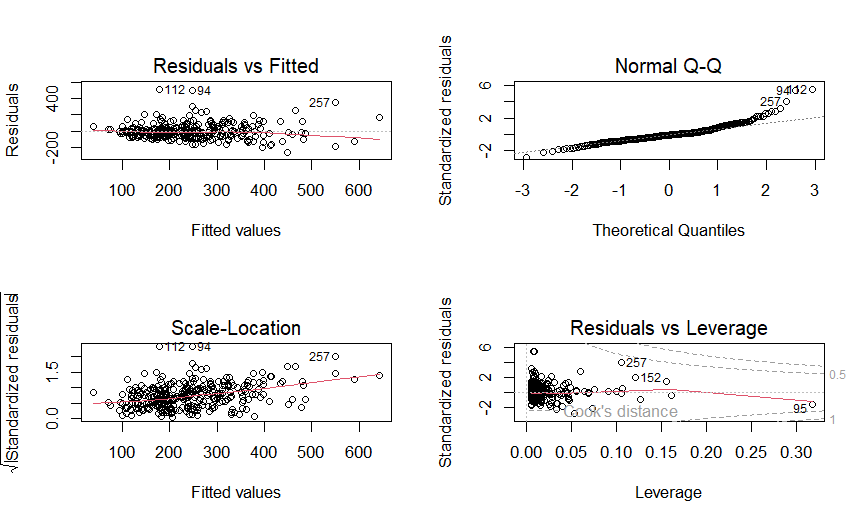 Residuals vs Fitted
Residuals
400
-200
112
94
257
100 200 300 400 500 600
Fitted values
Normal Q-Q
Standardized residuals
6
2
-2
257
94
112
-3 -2 -1 0 1 2 3
Theoretical Quantiles
Scale-Location
√|Standardized residuals|
1.5
0.0
112
94
257
100 200 300 400 500 600
Fitted values
Residuals vs Leverage
Standardized residuals
6
2
-2
257
152
95
Cook's distance
0.5
1
0.00 0.05 0.10 0.15 0.20 0.25 0.30
Leverage